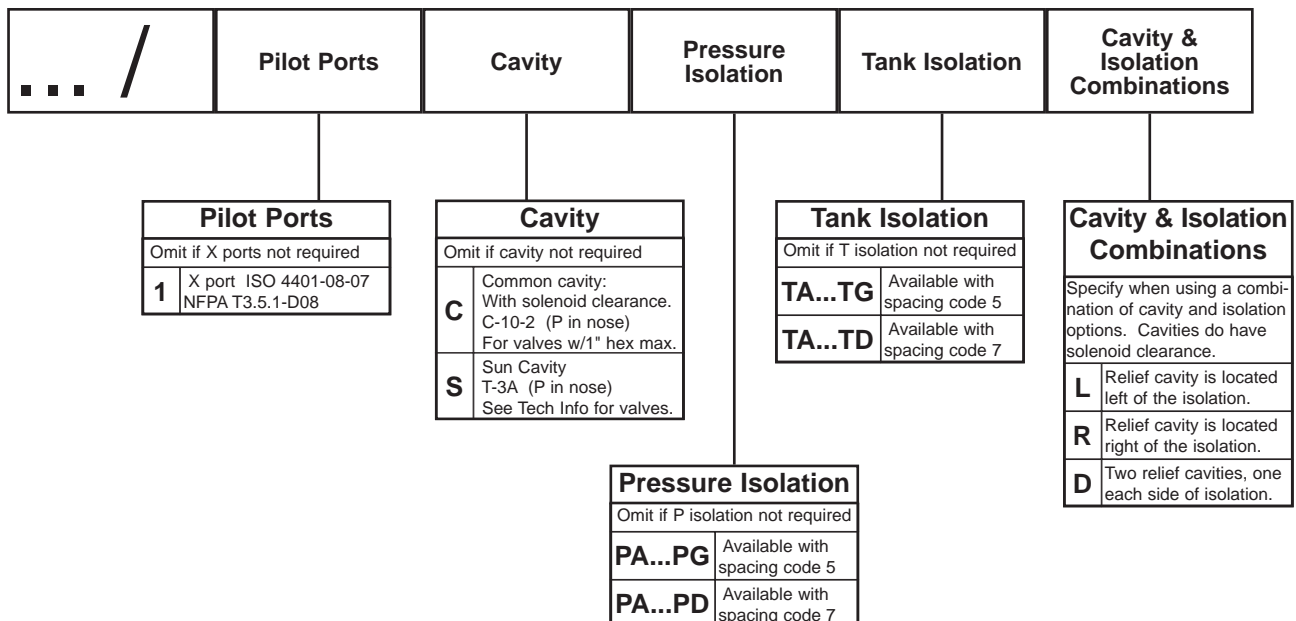 ... /
Pilot Ports
Cavity
Pressure
Isolation
Tank Isolation
Cavity &
Isolation
Combinations
Pilot Ports
Omit if X ports not required
1
X port ISO 4401-08-07
NFPA T3.5.1-D08
Cavity
Omit if cavity not required
C
Common cavity:
With solenoid clearance.
C-10-2 (P in nose)
For valves w/1" hex max.
S
Sun Cavity
T-3A (P in nose)
See Tech Info for valves.
Pressure Isolation
Omit if P isolation not required
PA...PG
Available with
spacing code 5
PA...PD
Available with
spacing code 7
Tank Isolation
Omit if T isolation not required
TA...TG
Available with
spacing code 5
TA...TD
Available with
spacing code 7
Cavity & Isolation
Combinations
Specify when using a combi-
nation of cavity and isolation
options. Cavities do have
solenoid clearance.
L
Relief cavity is located
left of the isolation.
R
Relief cavity is located
right of the isolation.
D
Two relief cavities, one
each side of isolation.